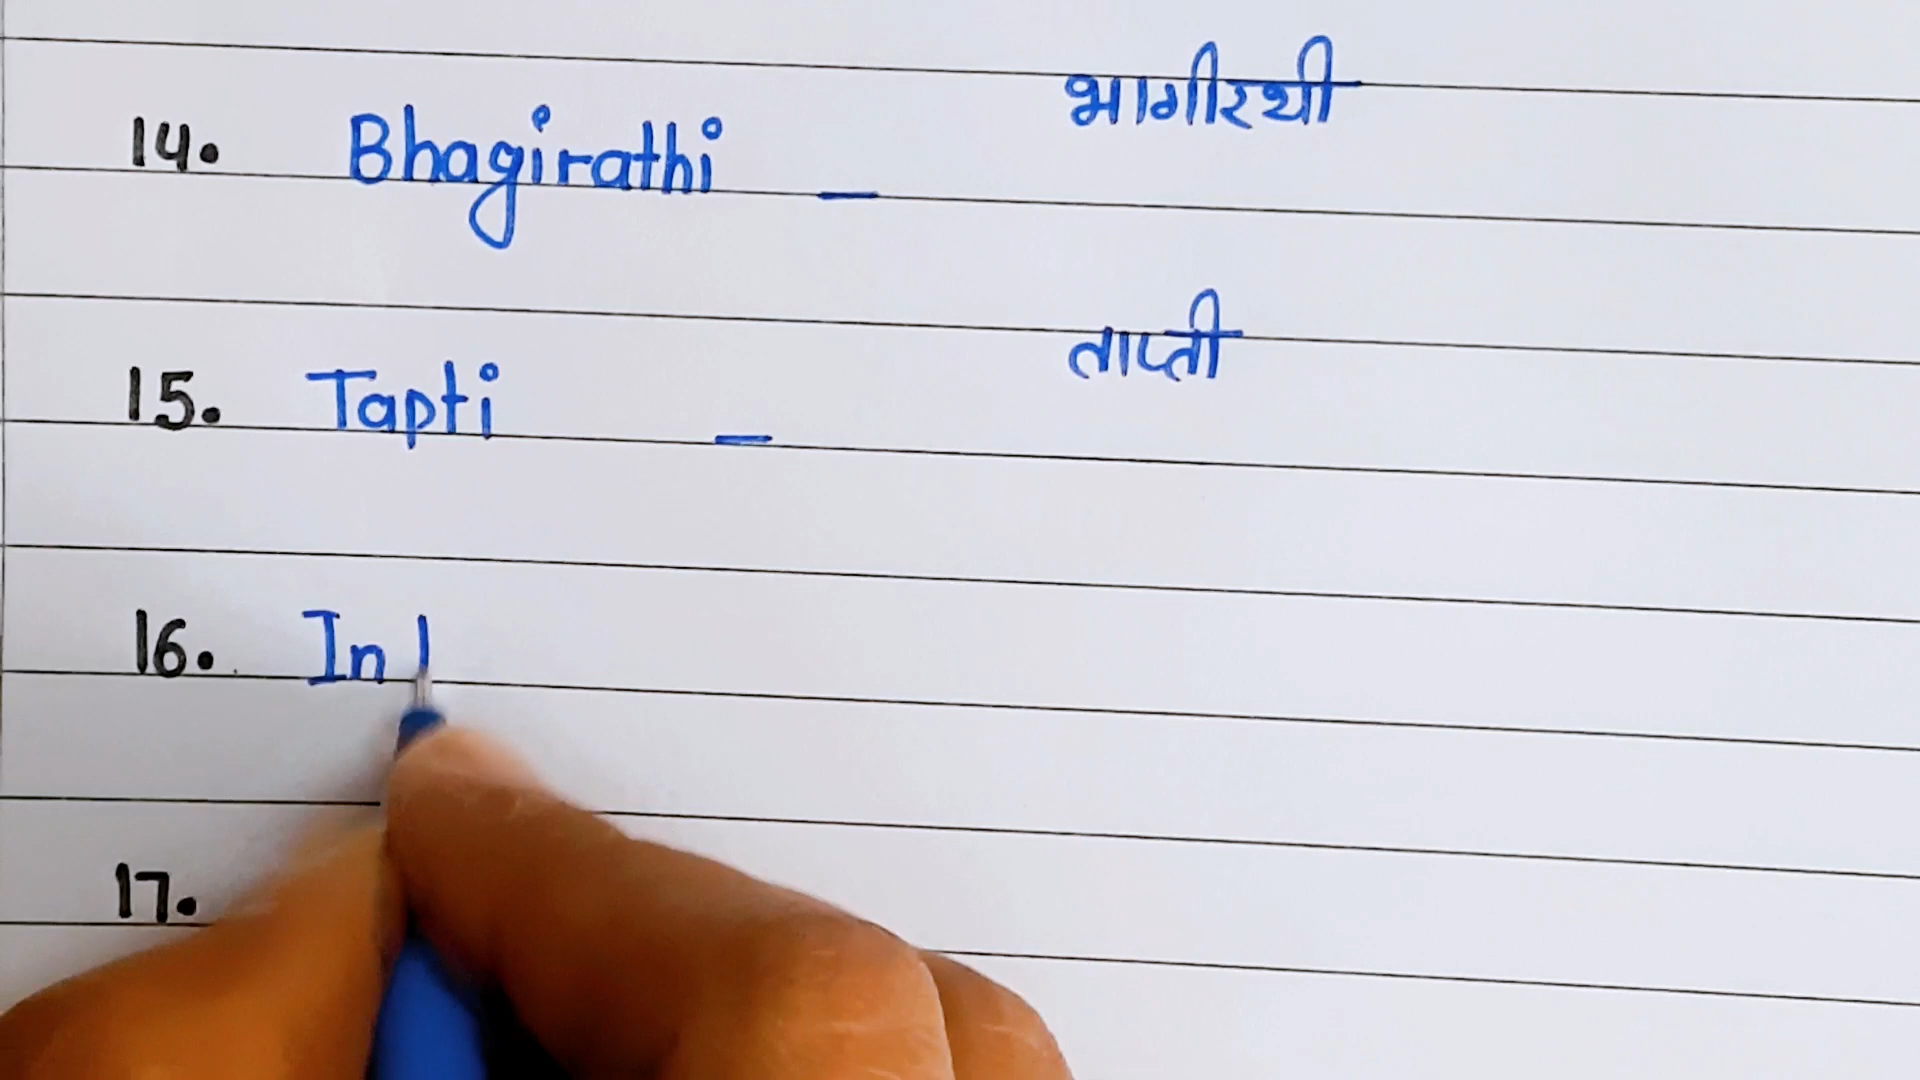 14. Bhagirathi _ भागीरथी
15. Tapti _ ताप्ती
16. In
17.